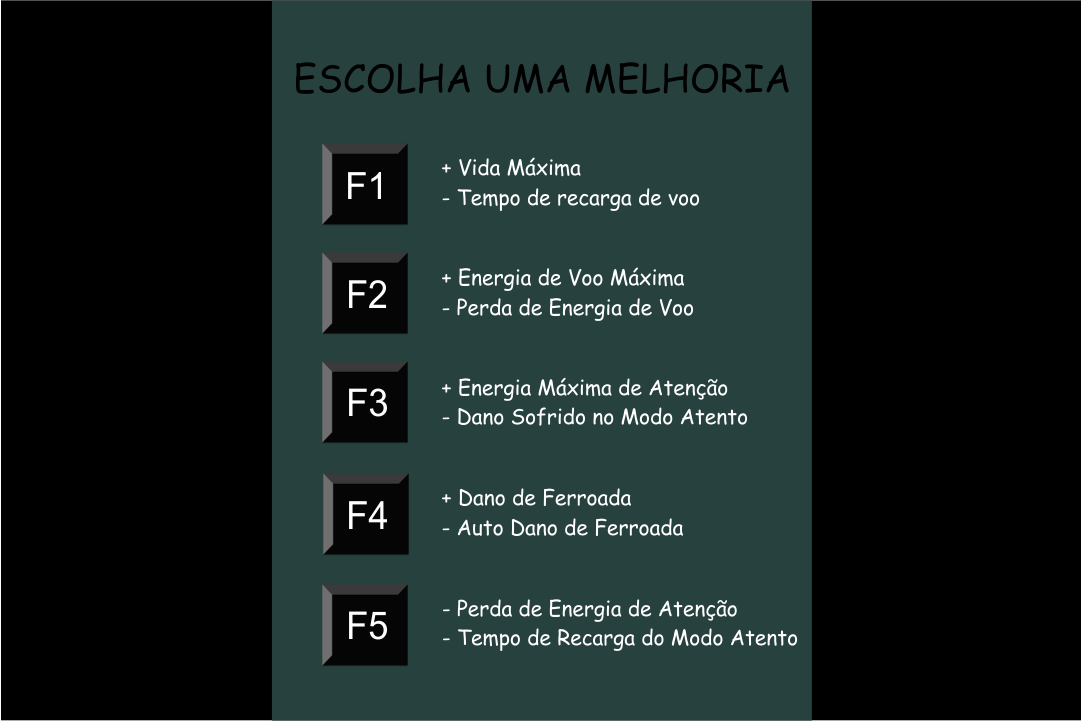 ESCOLHA UMA MELHORIA
F1
+ Vida Máxima
- Tempo de recarga de voo
F2
+ Energia de Voo Máxima
- Perda de Energia de Voo
F3
+ Energia Máxima de Atenção
- Dano Sofrido no Modo Atento
F4
+ Dano de Ferroada
- Auto Dano de Ferroada
F5
- Perda de Energia de Atenção
- Tempo de Recarga do Modo Atento